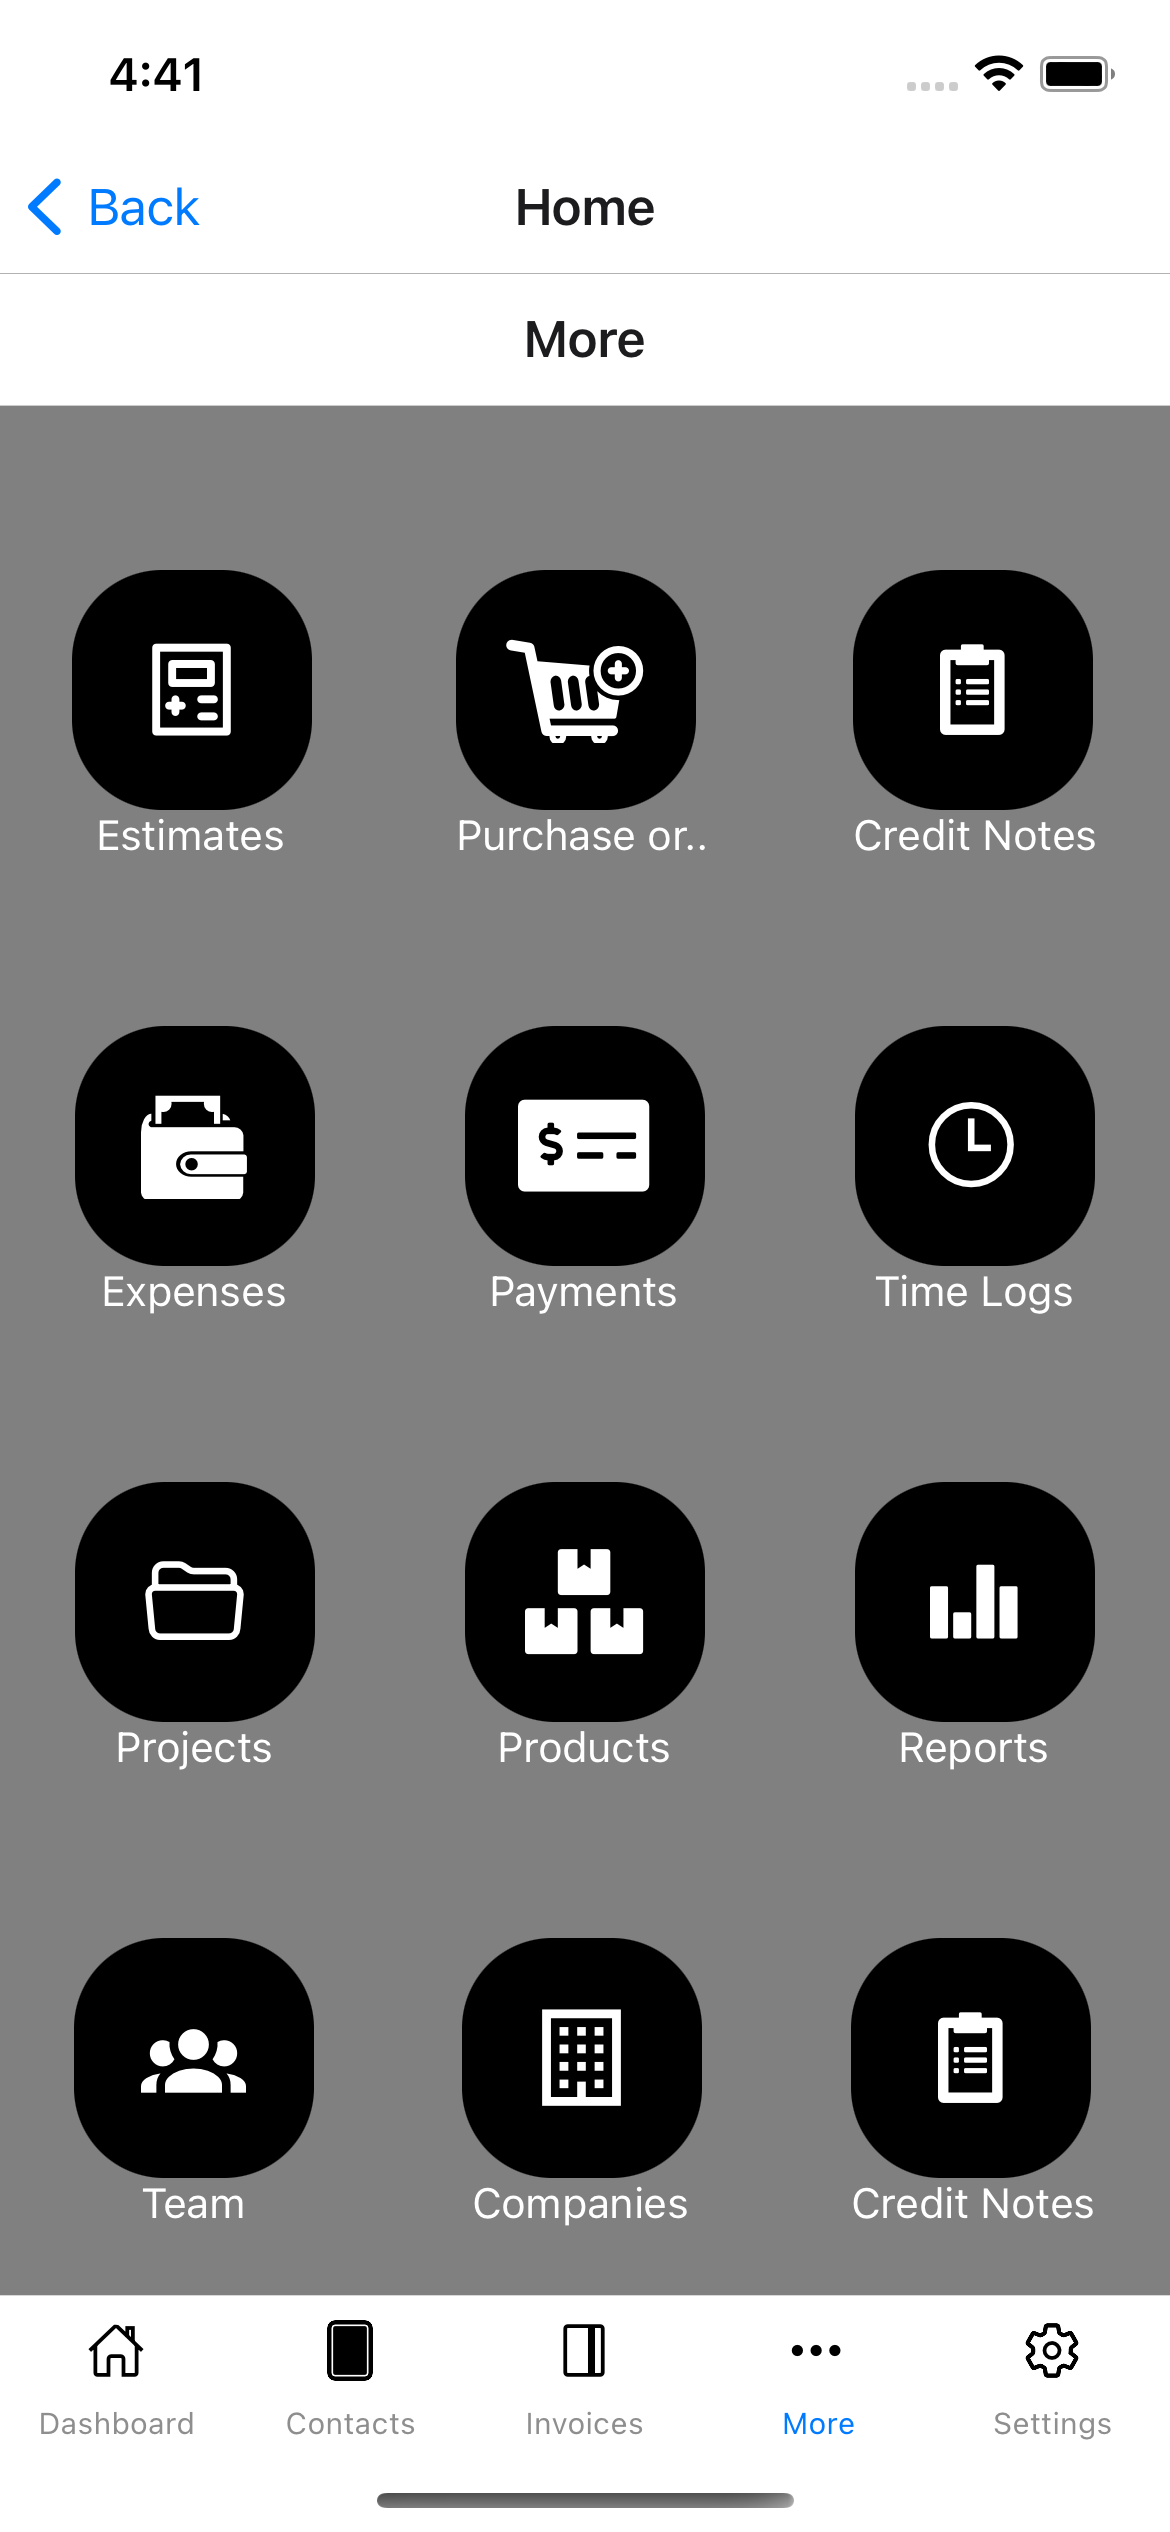 4:41
Back
Home
More
Estimates
Purchase or..
Credit Notes
Expenses
Payments
Time Logs
Projects
Products
Reports
Team
Companies
Credit Notes
Dashboard
Contacts
Invoices
More
Settings